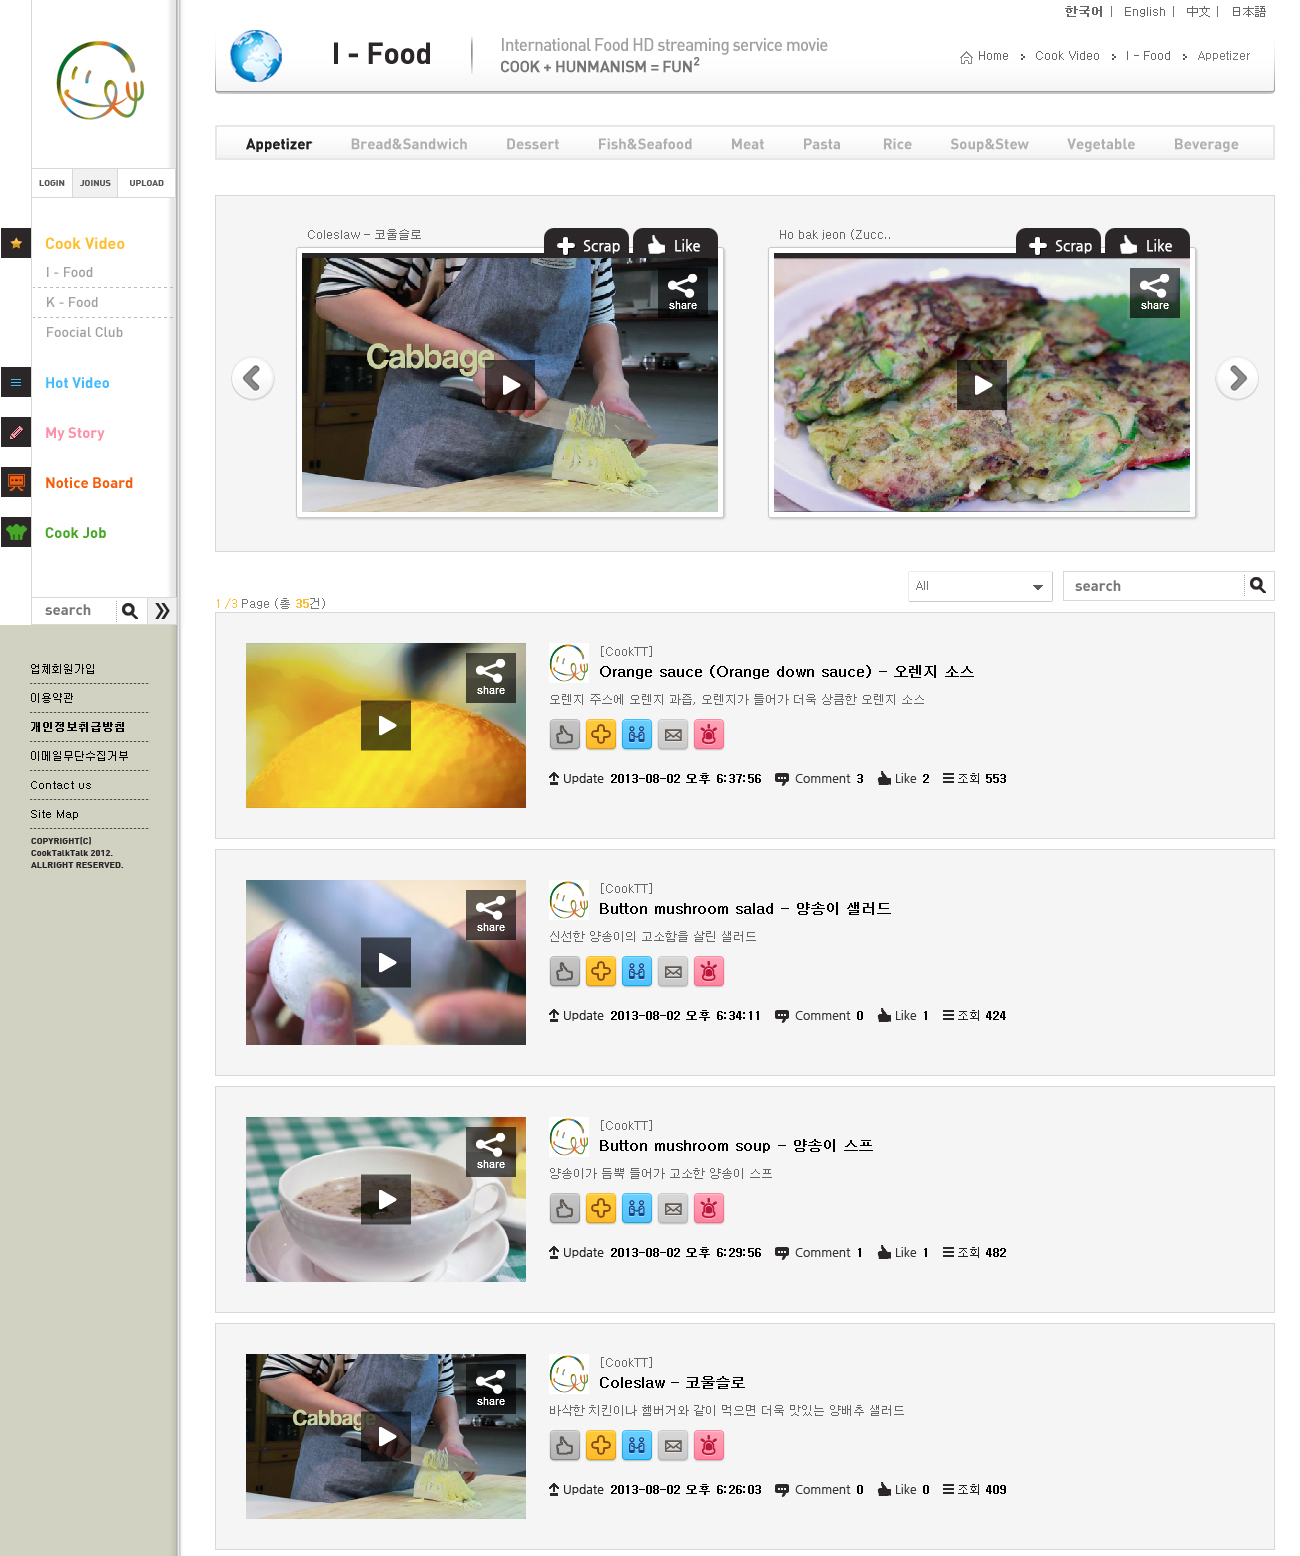 한국어 | English | 中文 | 日本語
I - Food
International Food HD streaming service movie
COOK + HUNMANISM = FUN²
Home Cook Video I - Food Appetizer
Appetizer Bread&Sandwich Dessert Fish&Seafood Meat Pasta Rice Soup&Stew Vegetable Beverage
LOGIN JOINUS UPLOAD
Cook Video
I - Food
K - Food
Foocial Club
Hot Video
My Story
Notice Board
Cook Job
search
업체회원가입
이용약관
개인정보취급방침
이메일무단수집거부
Contact us
Site Map
COPYRIGHT(C)
CookTalkTalk 2012.
ALLRIGHT RESERVED.
Coleslaw - 코울슬로
Scrap Like
share
Cabbage
Ho bak jeon (Zucc..
Scrap Like
share
1 /3 Page (총 35건)
All
search
share
[CookTT]
Orange sauce (Orange down sauce) - 오렌지 소스
오렌지 주스에 오렌지 과즙, 오렌지가 들어가 더욱 상큼한 오렌지 소스
Update 2013-08-02 오후 6:37:56 Comment 3 Like 2 조회 553
share
[CookTT]
Button mushroom salad - 양송이 샐러드
신선한 양송이의 고소함을 살린 샐러드
Update 2013-08-02 오후 6:34:11 Comment 0 Like 1 조회 424
share
[CookTT]
Button mushroom soup - 양송이 스프
양송이가 듬뿍 들어가 고소한 양송이 스프
Update 2013-08-02 오후 6:29:56 Comment 1 Like 1 조회 482
share
Cabbage
[CookTT]
Coleslaw - 코울슬로
바삭한 치킨이나 햄버거와 같이 먹으면 더욱 맛있는 양배추 샐러드
Update 2013-08-02 오후 6:26:03 Comment 0 Like 0 조회 409